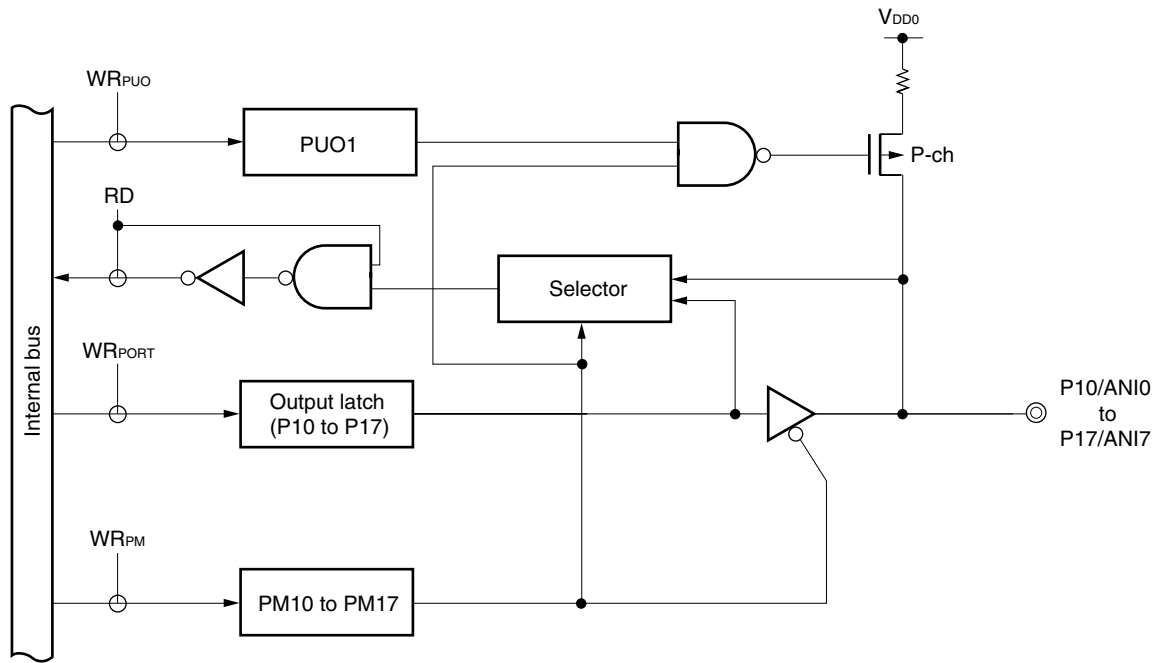 VDD0
WRPUO
PUO1
P-ch
RD
Selector
Internal bus
WRPORT
Output latch
(P10 to P17)
P10/ANI0
to
P17/ANI7
WRPM
PM10 to PM17